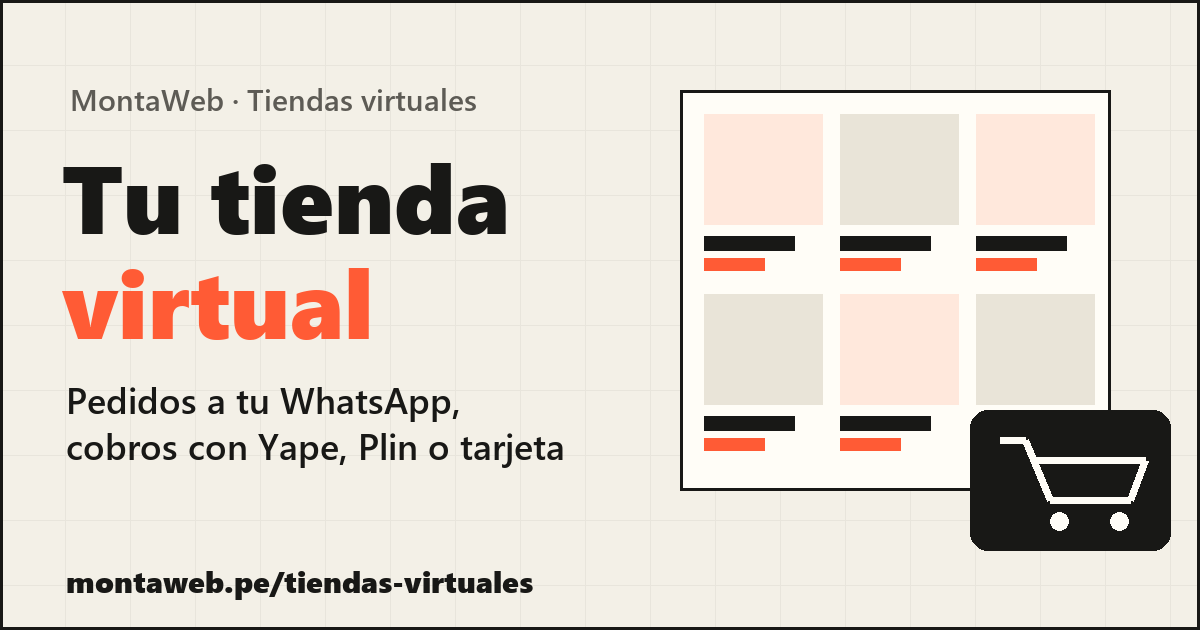 MontaWeb · Tiendas virtuales
Tu tienda
virtual
Pedidos a tu WhatsApp,
cobros con Yape, Plin o tarjeta
montaweb.pe/tiendas-virtuales